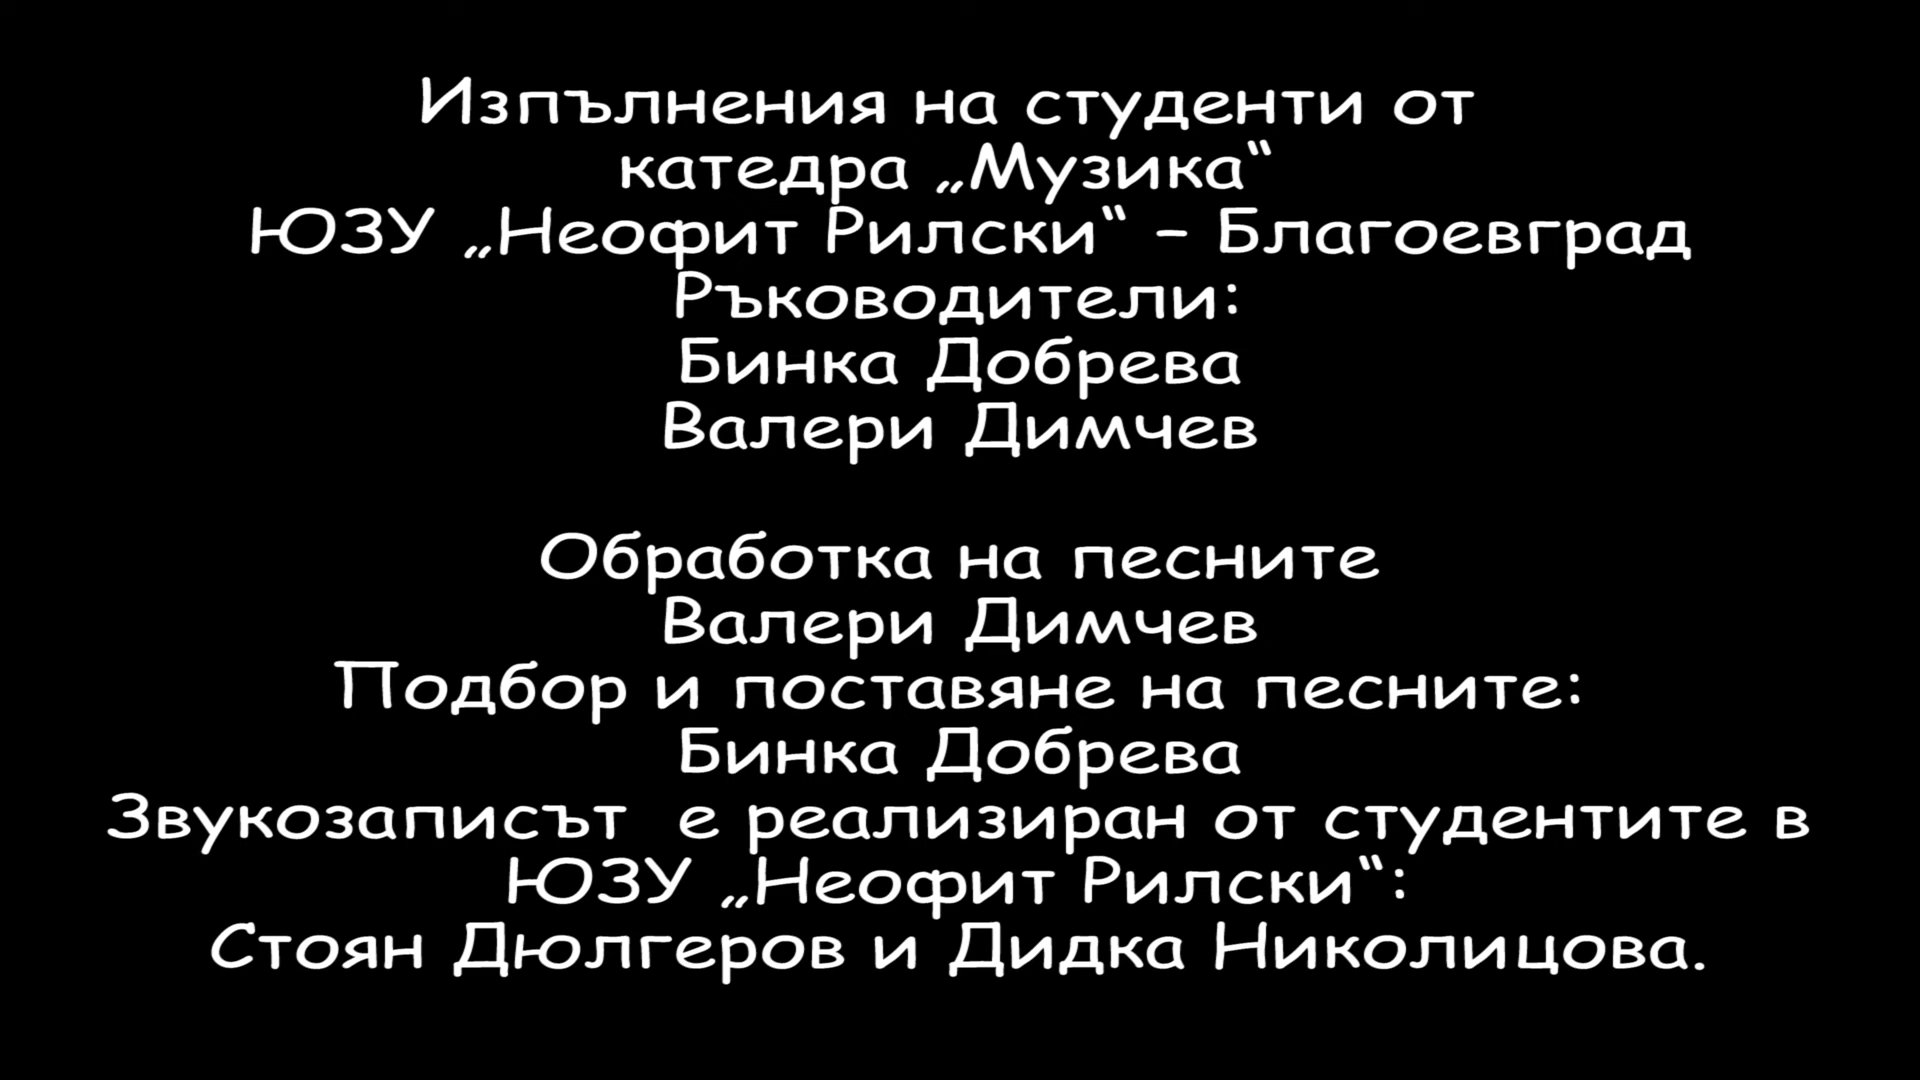 Изпълнения на студенти от
катедра „Музика“
ЮЗУ „Неофит Рилски“ – Благоевград
Ръководители:
Бинка Добрева
Валери Димчев
Обработка на песните
Валери Димчев
Подбор и поставяне на песните:
Бинка Добрева
Звукозаписът  е реализиран от студентите в
ЮЗУ „Неофит Рилски“:
Стоян Дюлгеров и Дидка Николицова.